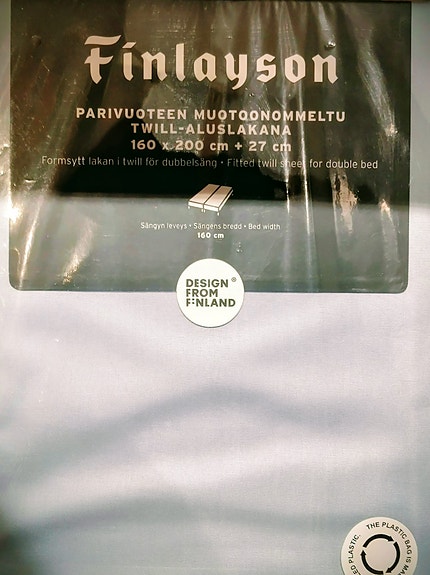 Finlayson
PARIVUOTEEN MUOTOONOMMELTU
TWILL-ALUSLAKANA
160 x 200 cm + 27 cm
Formsytt lakan i twill för dubbelsäng • Fitted twill sheet for double bed
Sängyn leveys • Sängens bredd • Bed width
160 cm
DESIGN ®
FROM
FINLAND
THE PLASTIC BAG IS
PLASTIC.